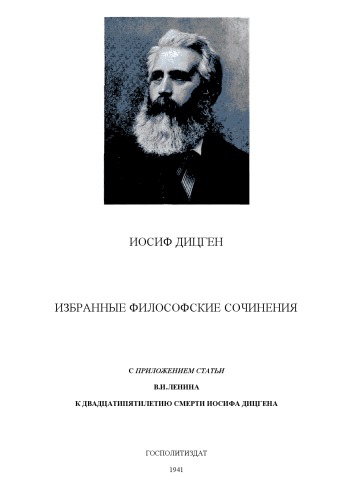 ИОСИФ ДИЦГЕН
ИЗБРАННЫЕ ФИЛОСОФСКИЕ СОЧИНЕНИЯ
С ПРИЛОЖЕНИЕМ СТАТЬИ
В.И.ЛЕНИНА
К ДВАДЦАТИПЯТИЛЕТИЮ СМЕРТИ ИОСИФА ДИЦГЕНА
ГОСПОЛИТИЗДАТ
1941